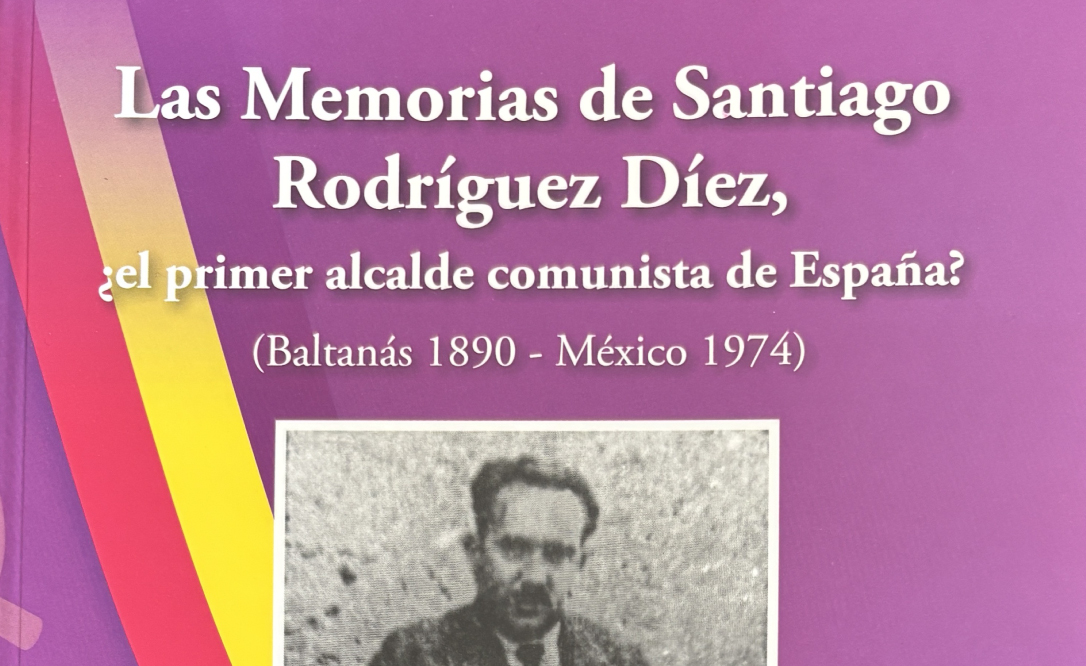 Las Memorias de Santiago
Rodríguez Díez,
¿el primer alcalde comunista de España?
(Baltanás 1890 - México 1974)